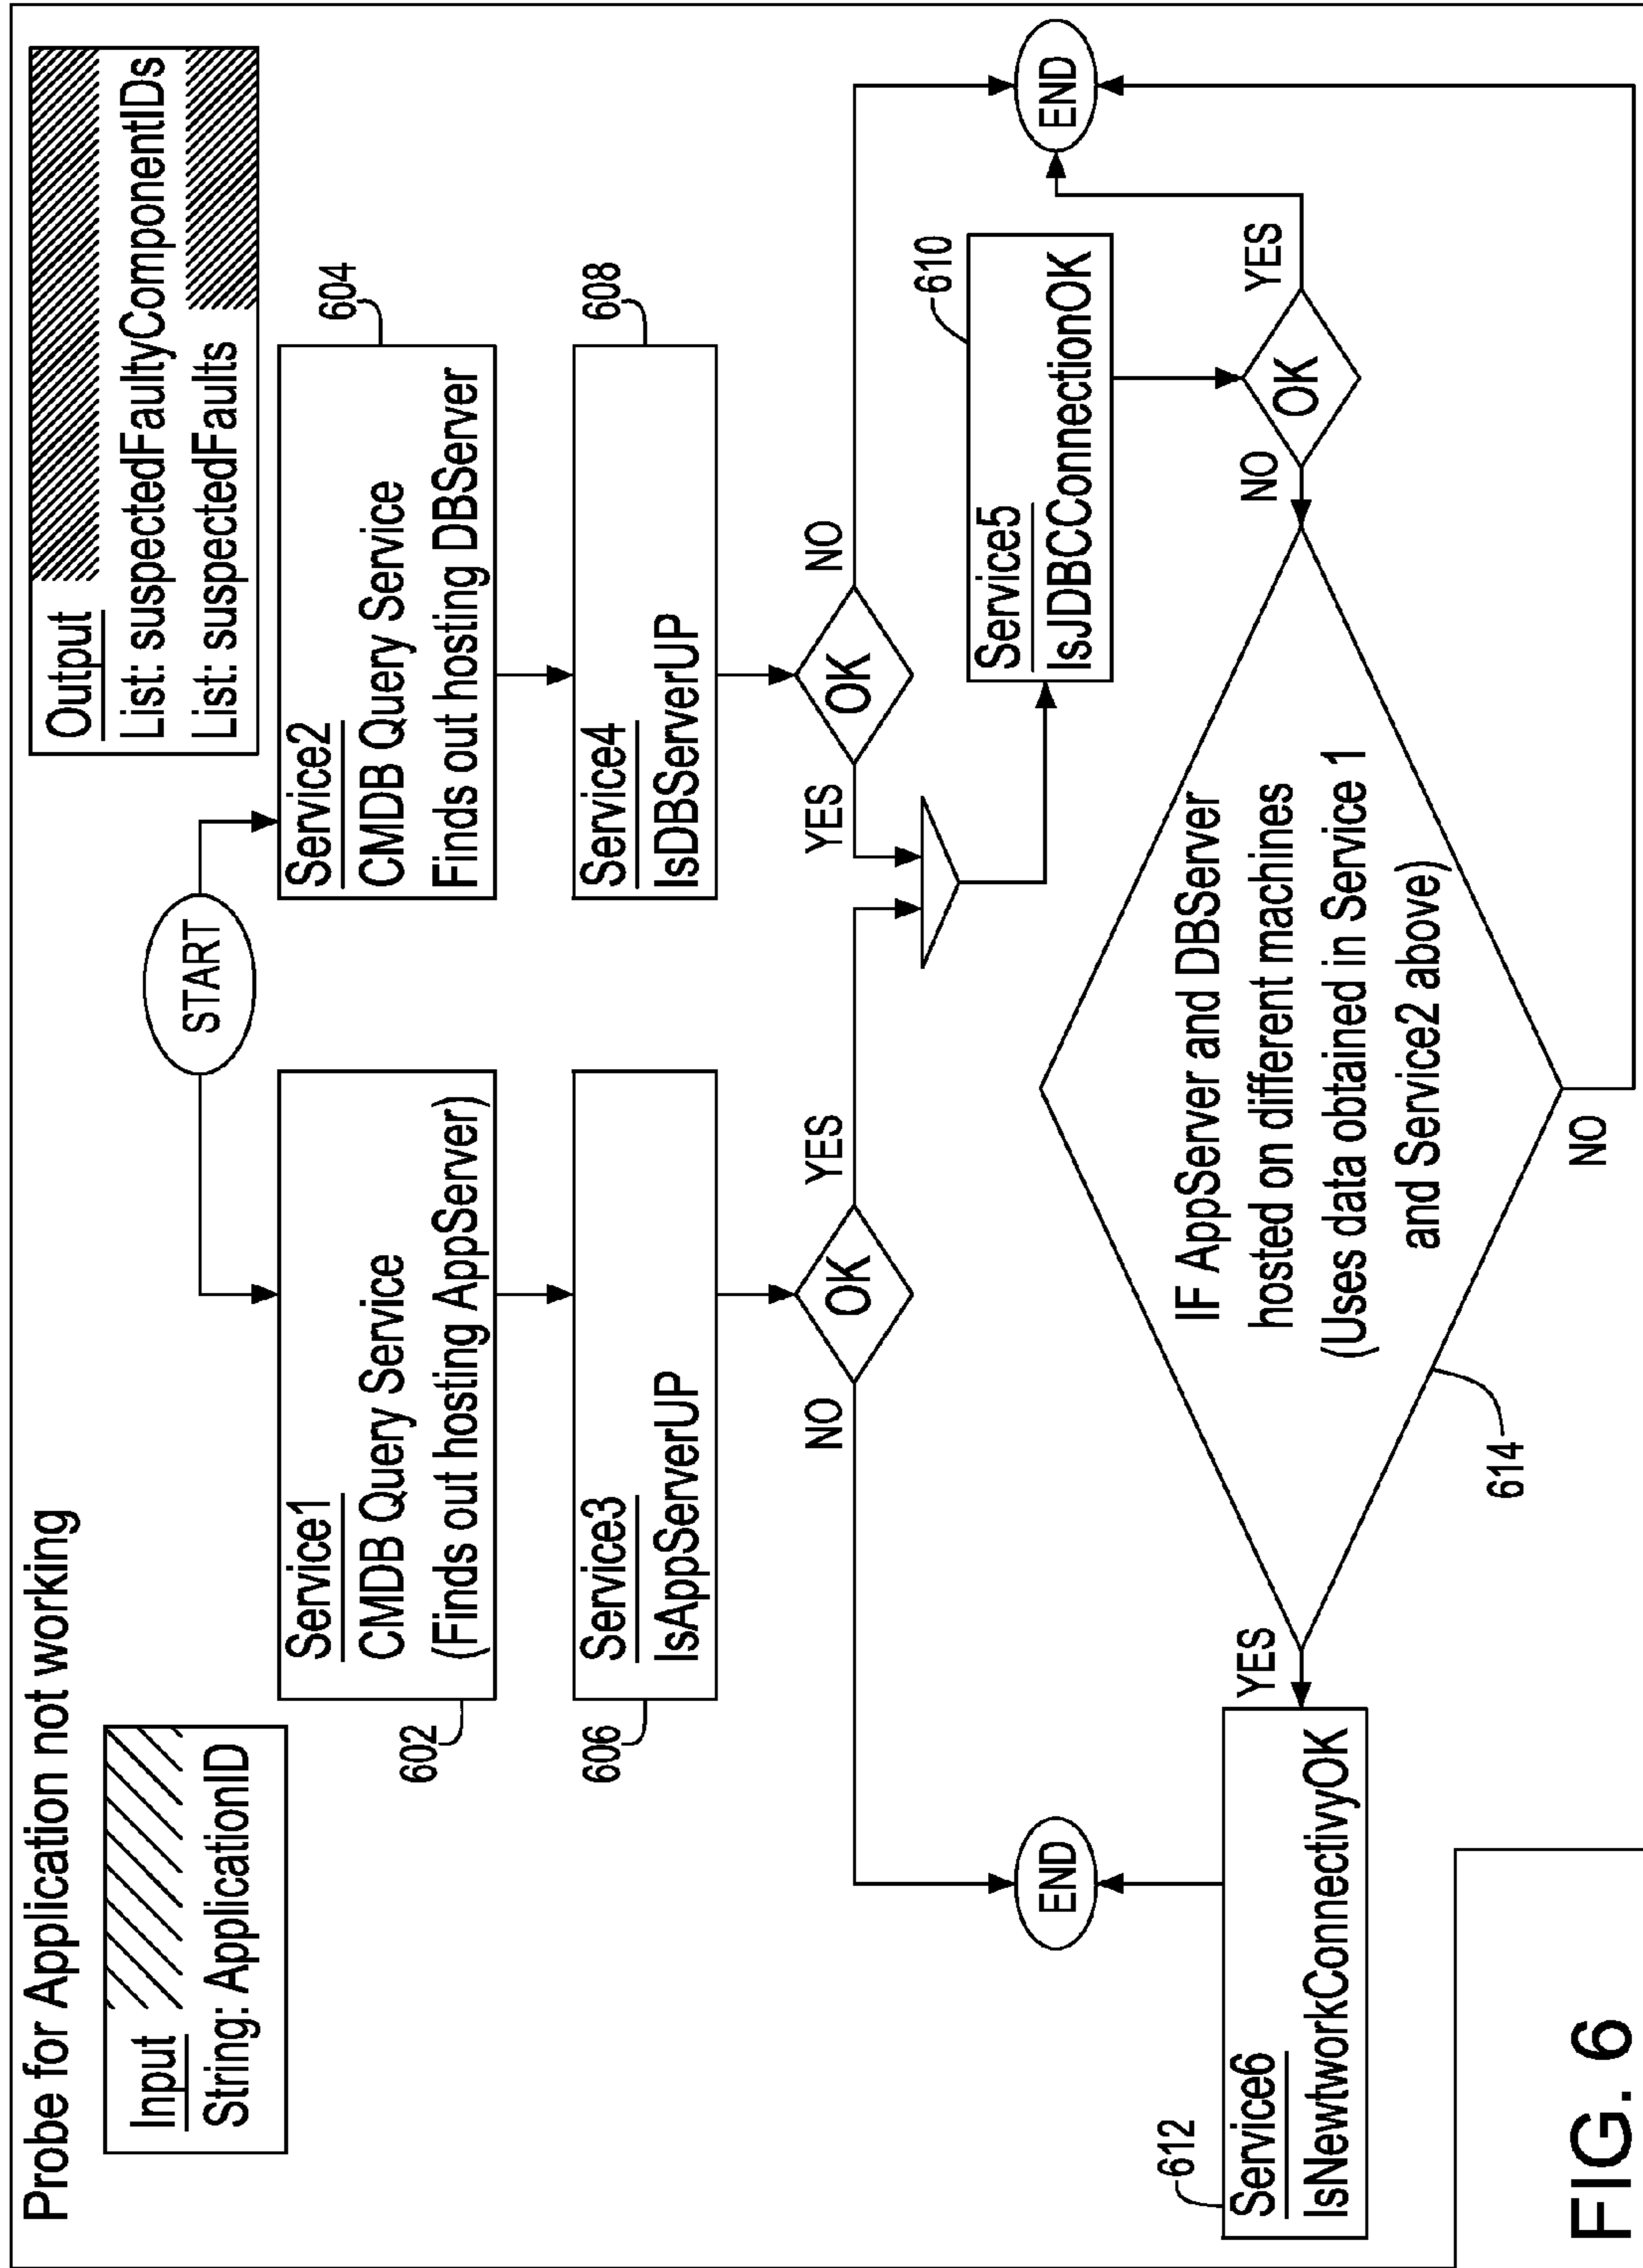 Probe for Application not working
Input
String: ApplicationID
Output
List: suspectedFaultyComponentIDs
List: suspectedFaults
START
Service1
CMDB Query Service
(Finds out hosting AppServer)
602
Service2
CMDB Query Service
Finds out hosting DBServer
604
Service3
IsAppServerUP
606
Service4
IsDBServerUP
608
NO
OK
YES
YES
OK
NO
Service5
IsJDBCConnectionOK
610
END
END
NO
OK
YES
IF AppServer and DBServer
hosted on different machines
(Uses data obtained in Service 1
and Service2 above)
614
YES
NO
Service6
IsNewtworkConnectivyOK
612
FIG. 6